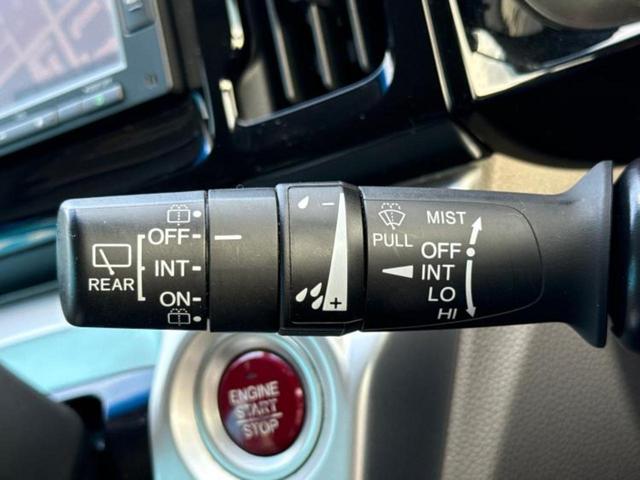 OFF
INT
ON
REAR
-
+
PULL
MIST
OFF
INT
LO
HI
ENGINE
START
STOP